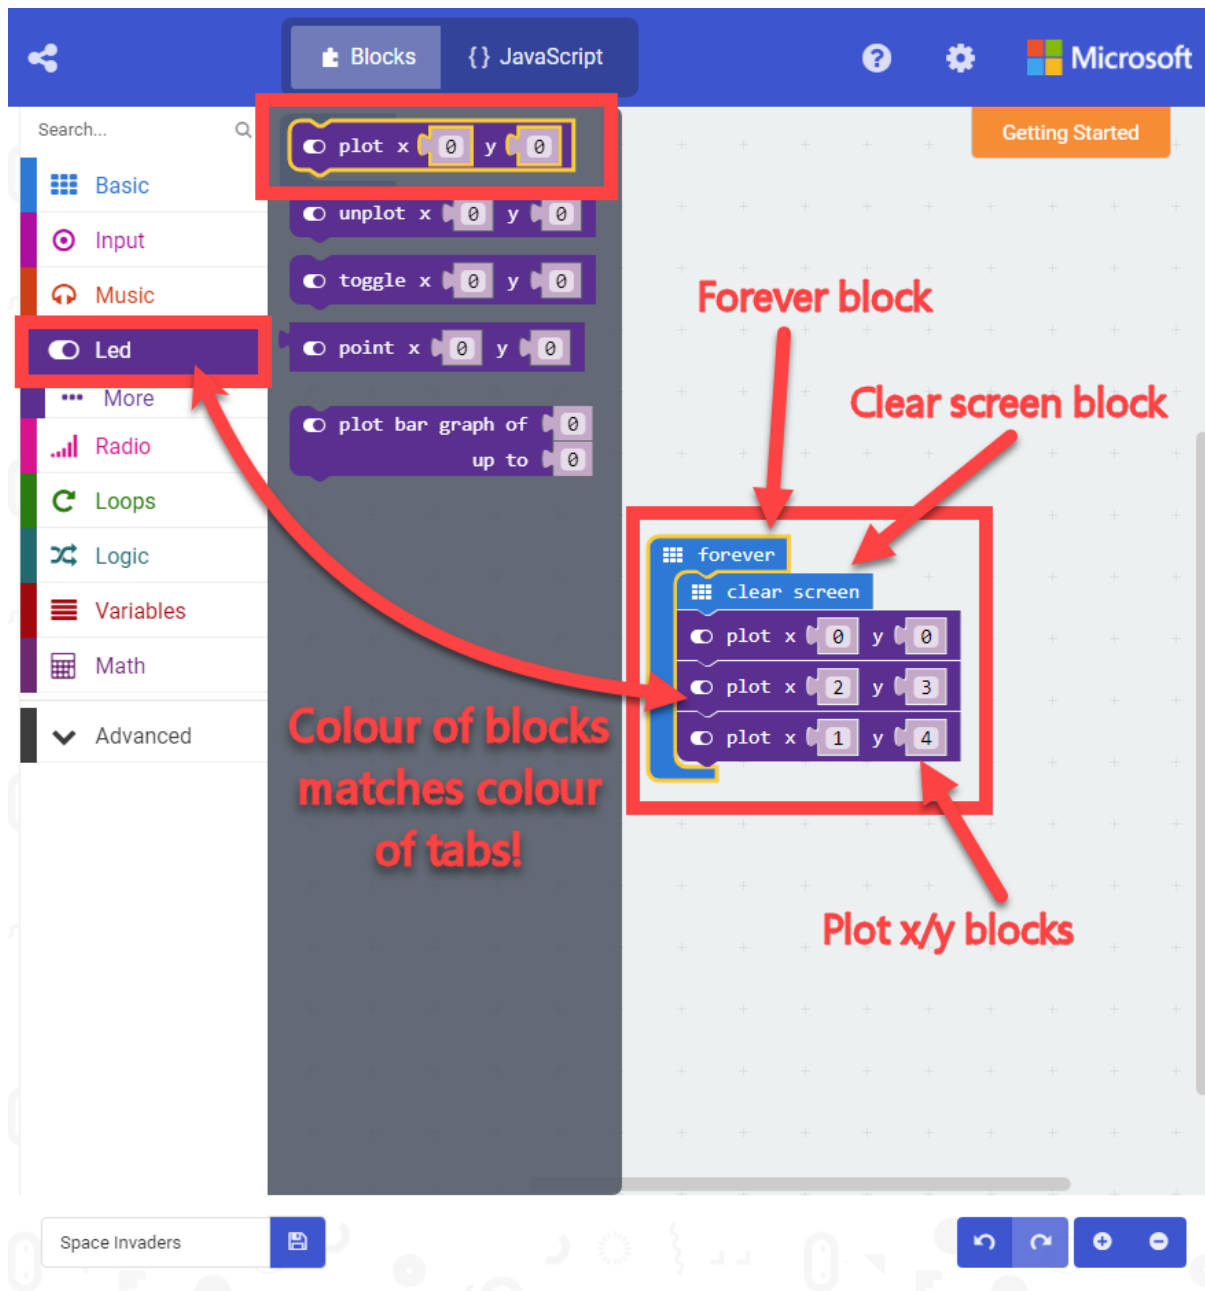 Blocks
{ } JavaScript
Microsoft
Search...
Getting Started
Basic
Input
Music
Led
More
Radio
Loops
Logic
Variables
Math
Advanced
plot x 0 y 0
unplot x 0 y 0
toggle x 0 y 0
point x 0 y 0
plot bar graph of 0
up to 0
Forever block
Clear screen block
forever
clear screen
plot x 0 y 0
plot x 2 y 3
plot x 1 y 4
Colour of blocks
matches colour
of tabs!
Plot x/y blocks
Space Invaders